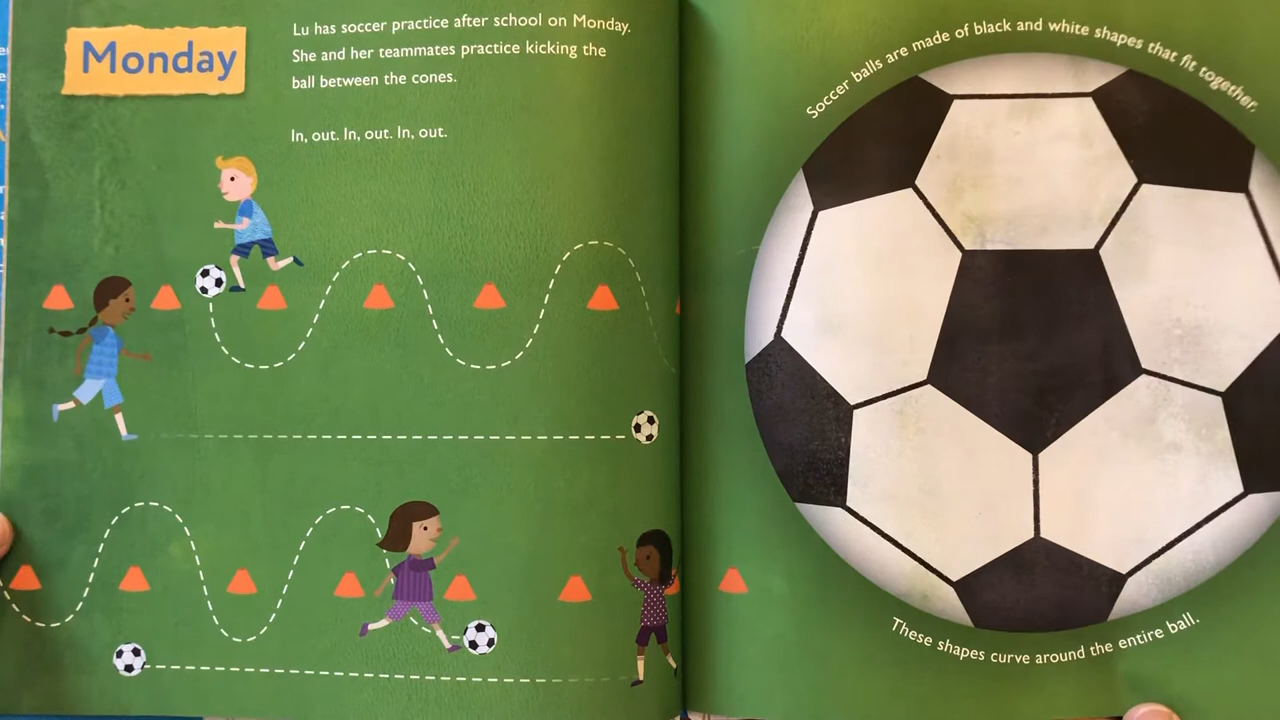 Monday
Lu has soccer practice after school on Monday.
She and her teammates practice kicking the
ball between the cones.
In, out. In, out. In, out.
Soccer balls are made of black and white shapes that fit together.
These shapes curve around the entire ball.